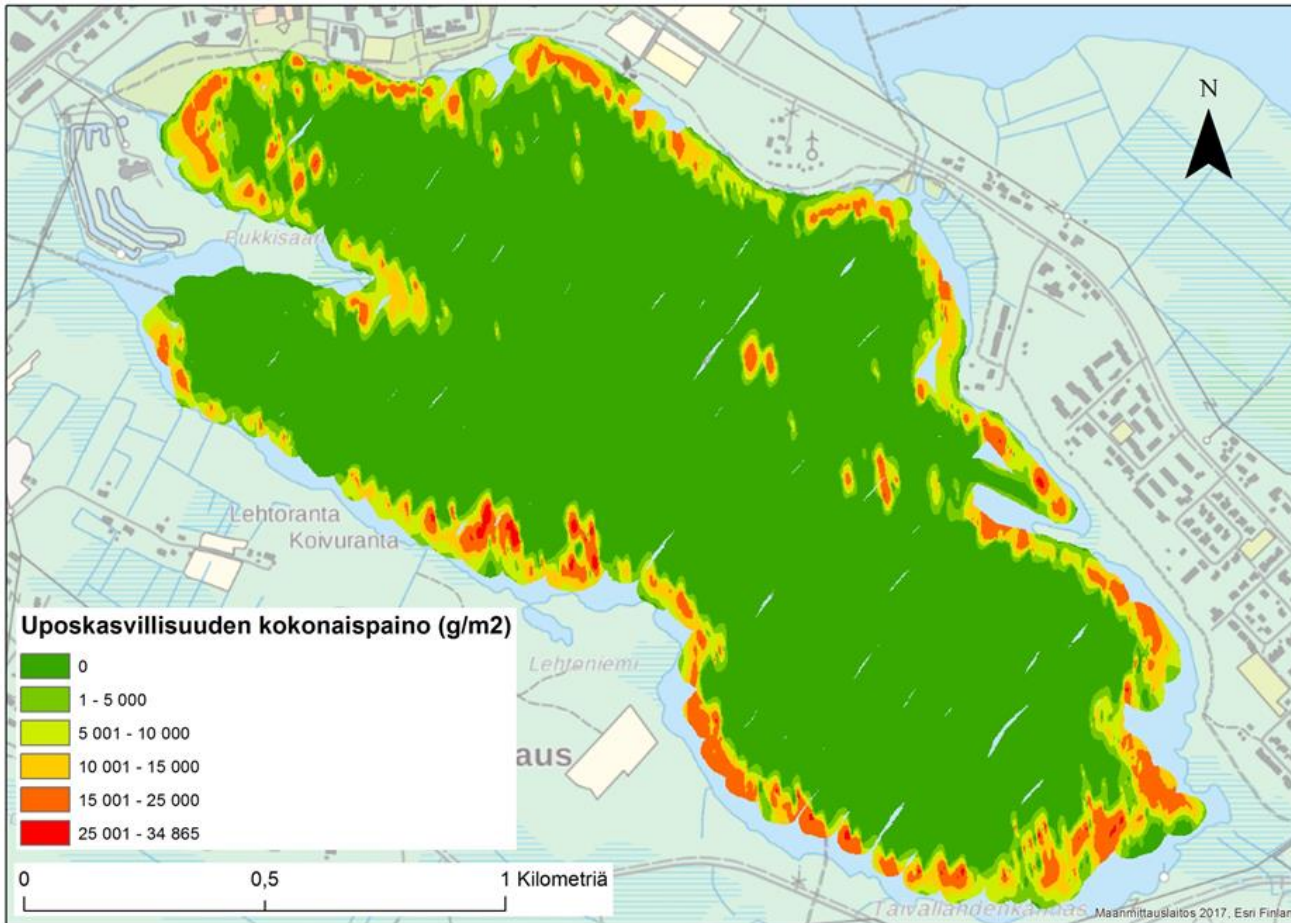 N
Pukkisaari
Lehtoranta
Koivuranta
Uposkasvillisuuden kokonaispaino (g/m2)
0
1 - 5 000
5 001 - 10 000
10 001 - 15 000
15 001 - 25 000
25 001 - 34 865
Lehtoniemi
aus
0
0,5
1 Kilometriä
Taivallahdenkangas
Maanmittauslaitos 2017, Esri Finlan